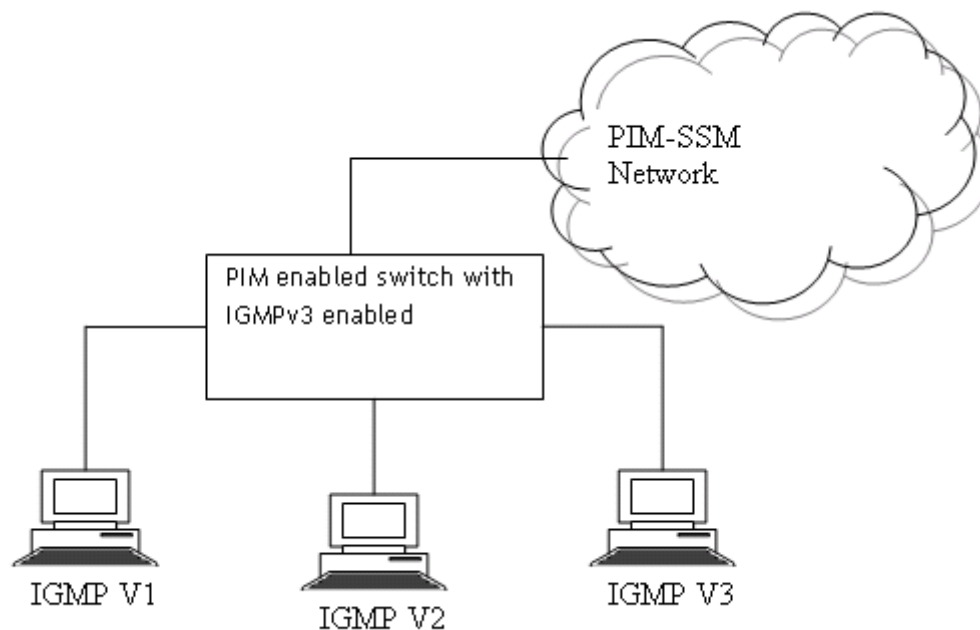 PIM-SSM
Network
PIM enabled switch with
IGMPv3 enabled
IGMP V1
IGMP V2
IGMP V3